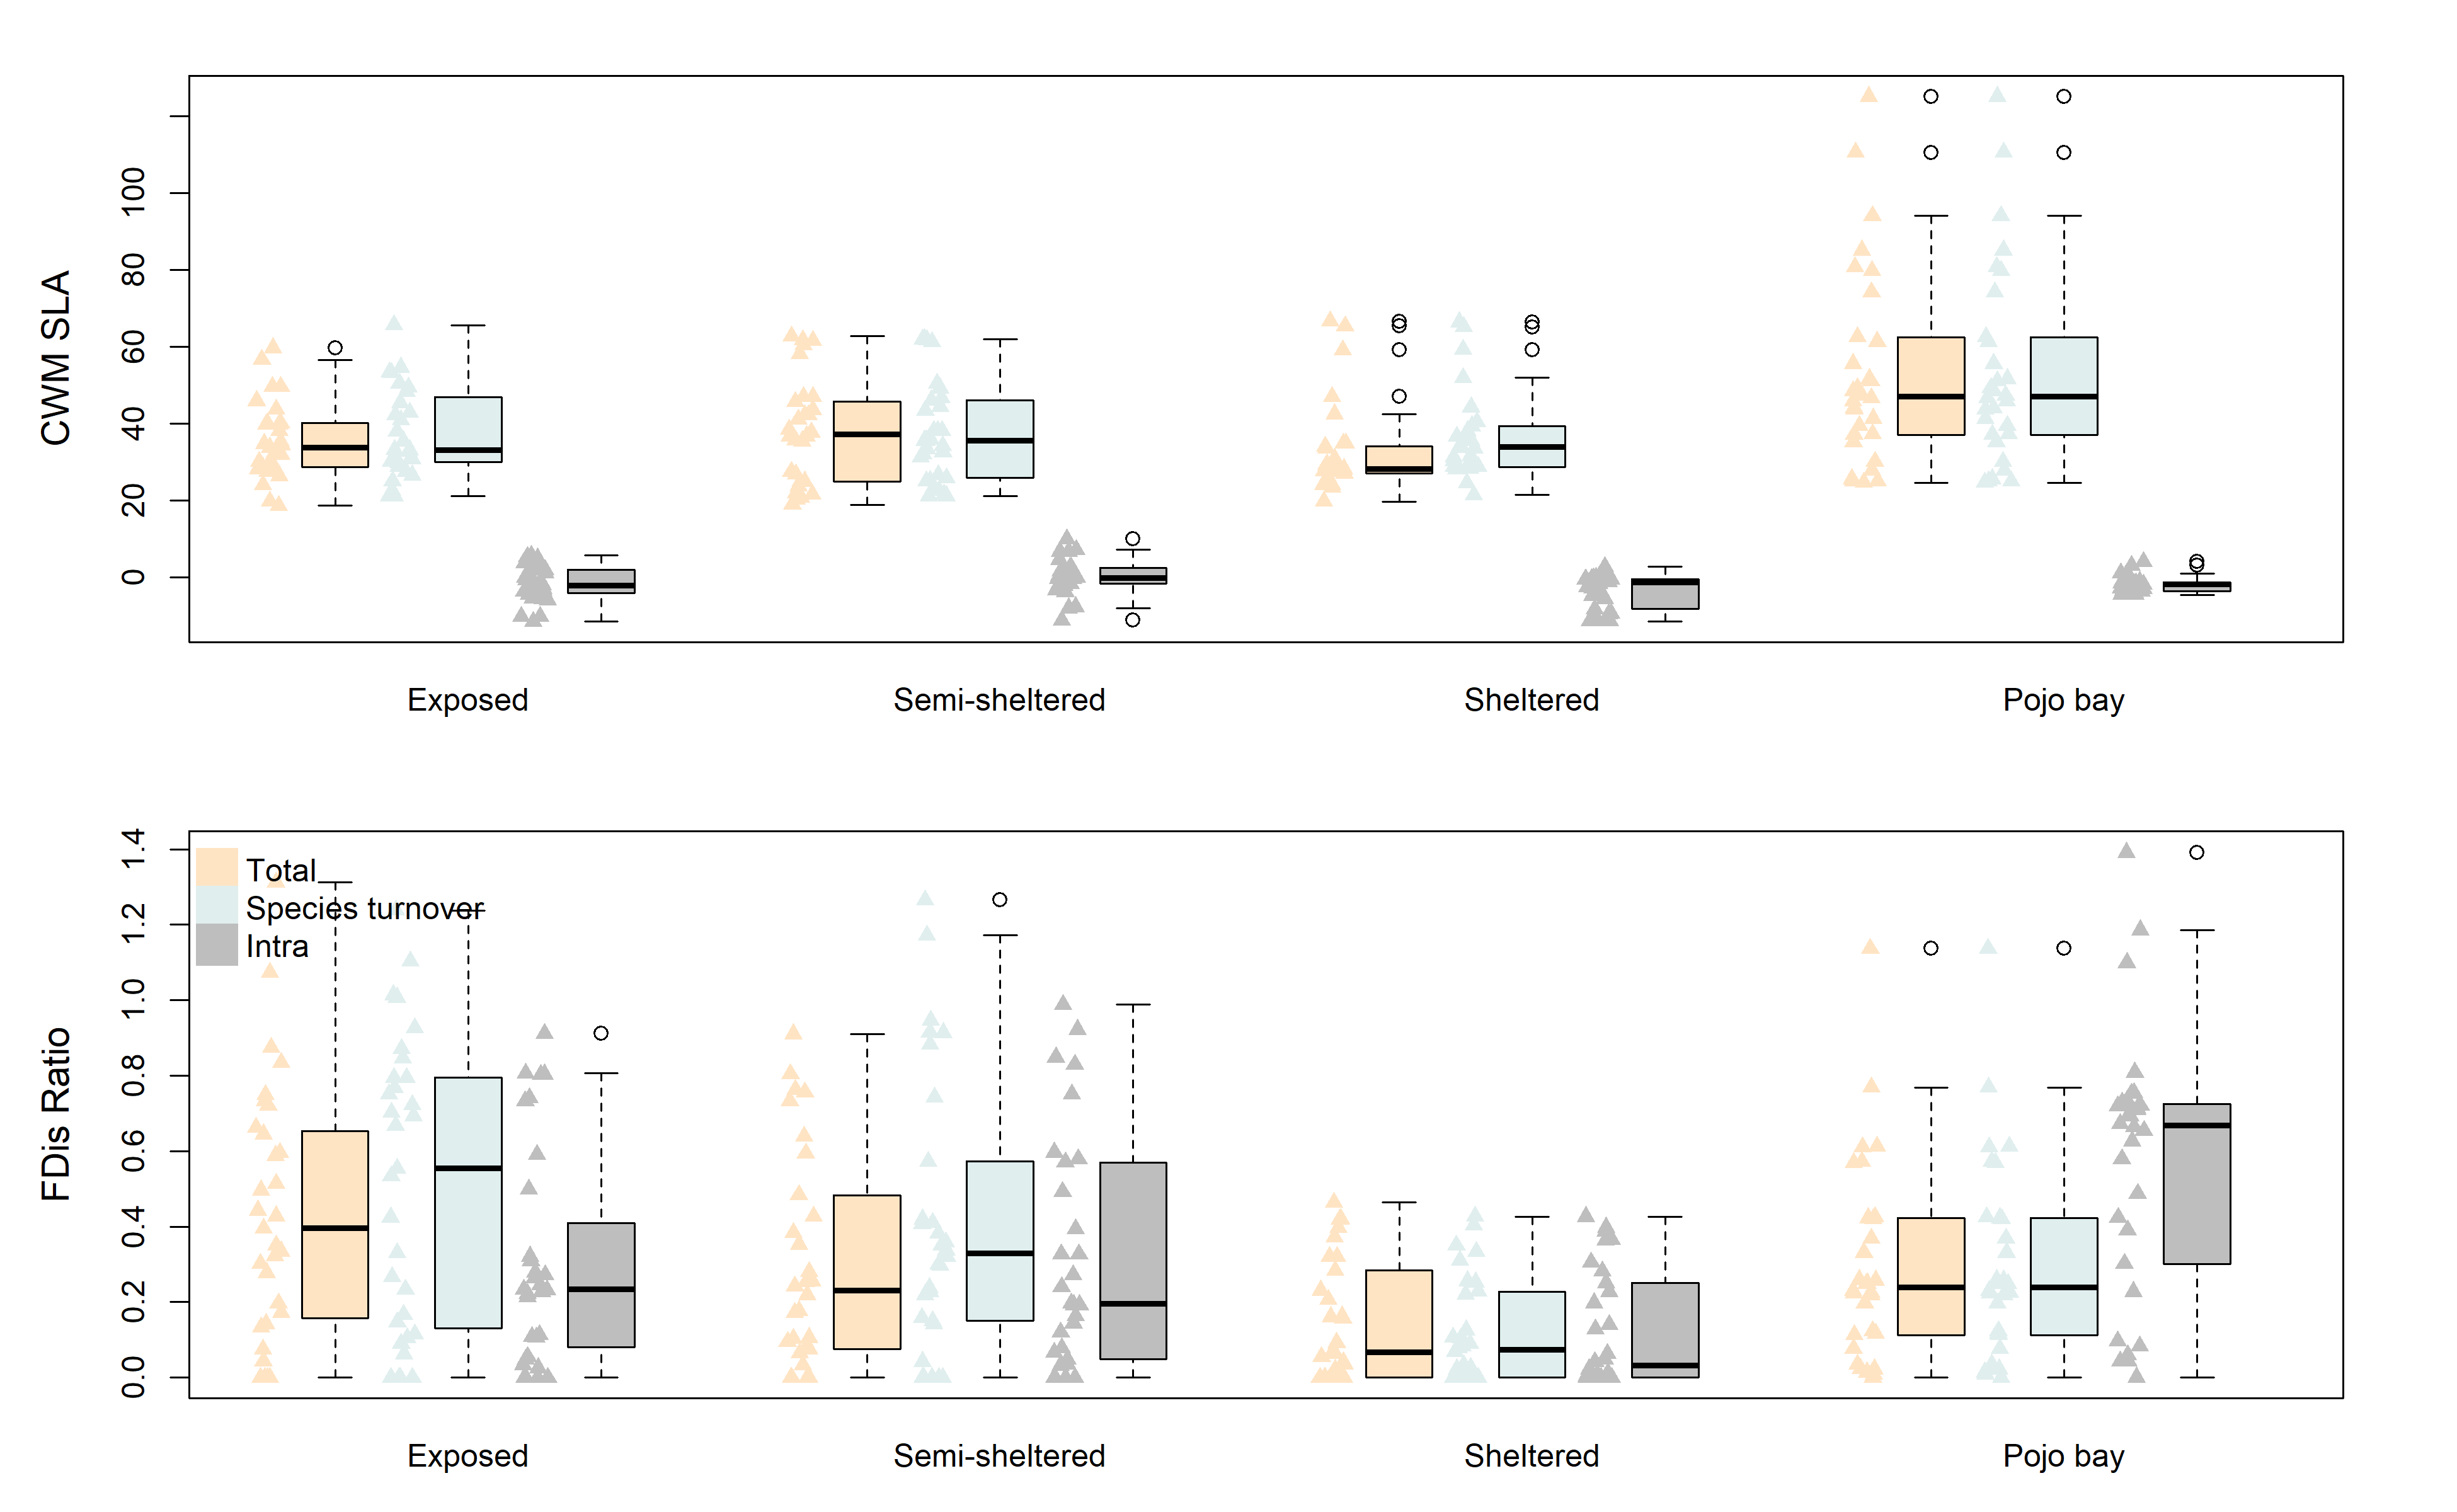 CWM SLA
100
80
60
40
20
0
Exposed Semi-sheltered Sheltered Pojo bay
FDis Ratio
1.4
1.2
1.0
0.8
0.6
0.4
0.2
0.0
Total
Species turnover
Intra
Exposed Semi-sheltered Sheltered Pojo bay